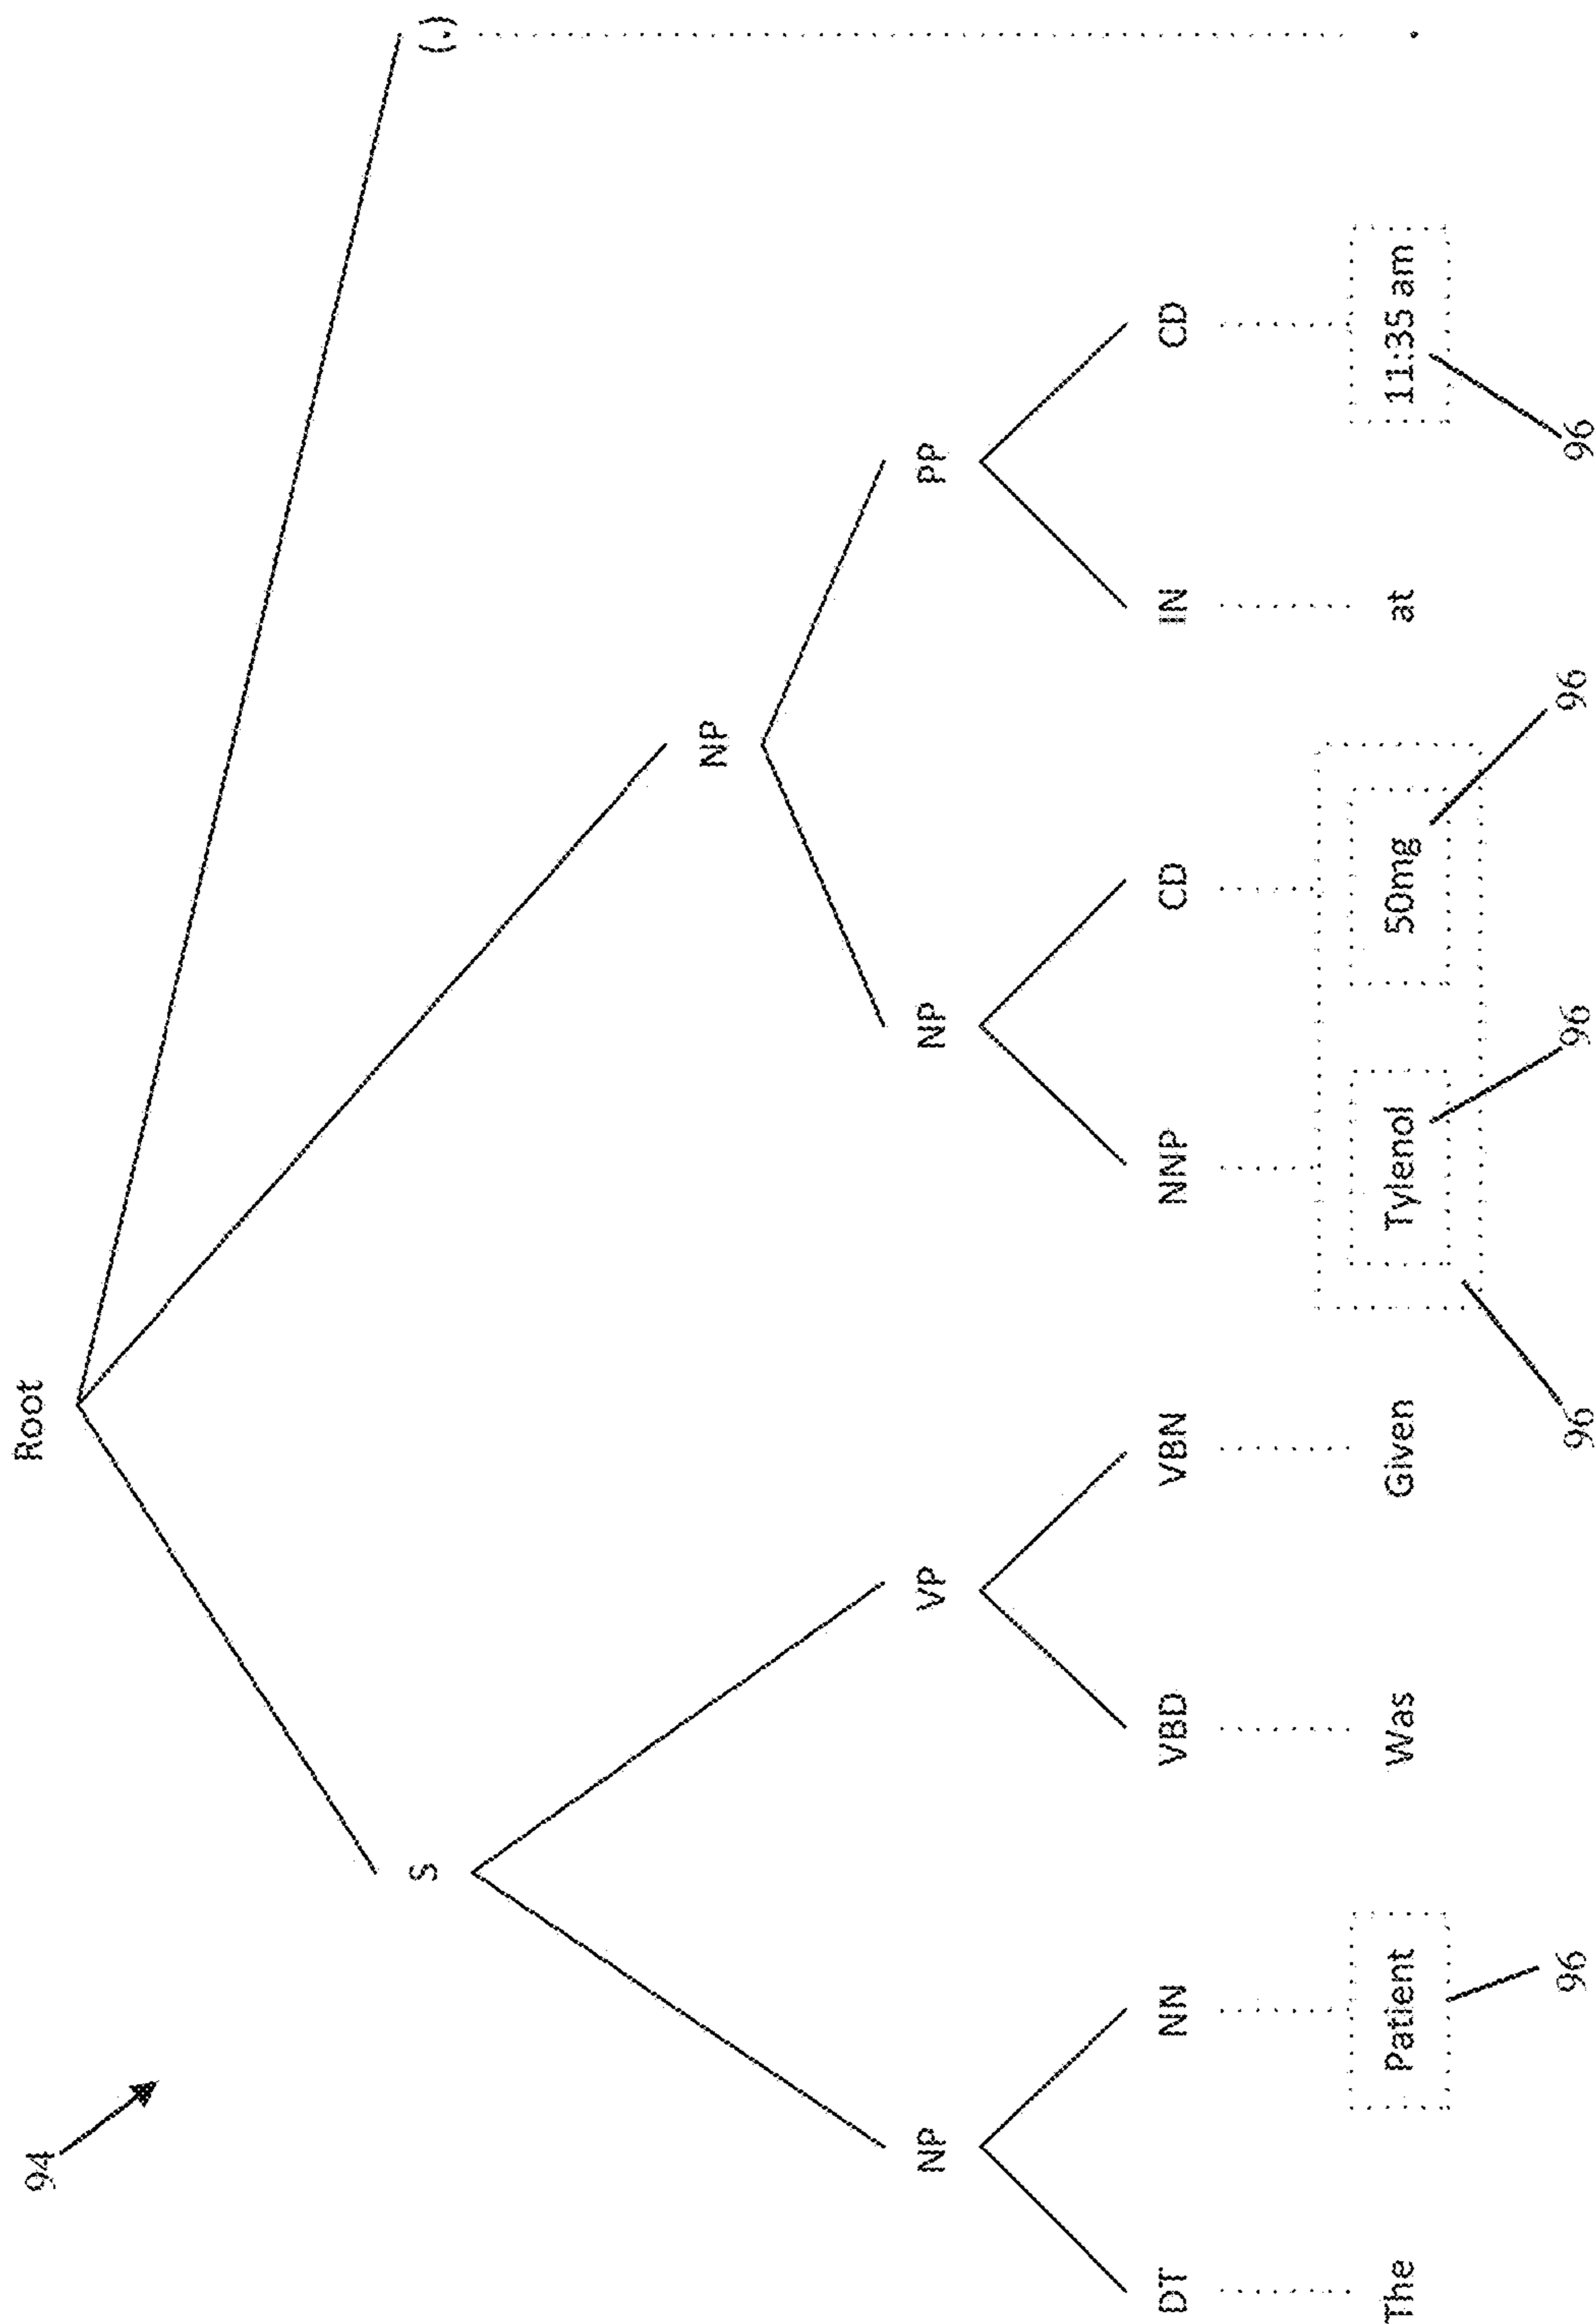 94
Root
S
(.)
NP
NP
VP
NP
PP
DT
NN
VBD
VBN
NNP
CD
IN
CD
The
Patient
Was
Given
Tylenol
50mg
at
11:35 am
.
96
96
96
96
96